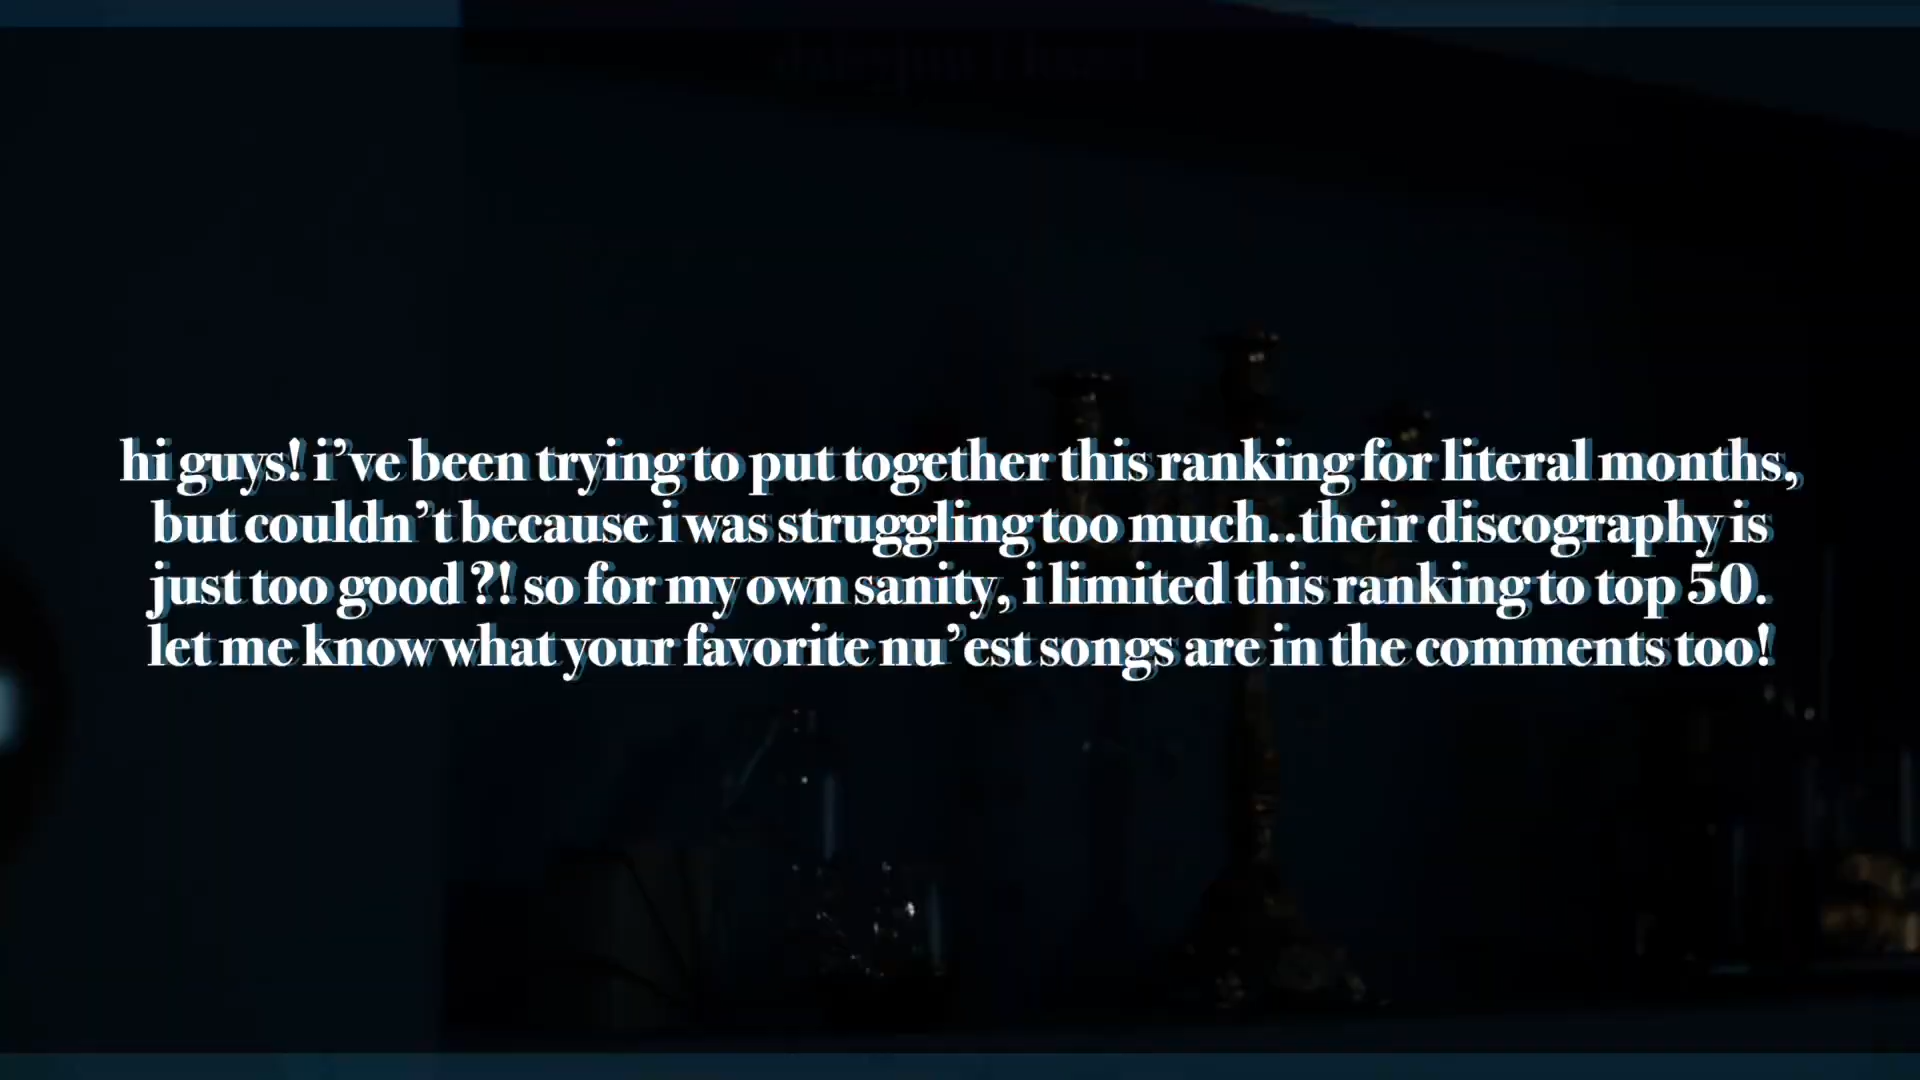 hi guys! i’ve been trying to put together this ranking for literal months,
but couldn’t because i was struggling too much..their discography is
just too good ?! so for my own sanity, i limited this ranking to top 50.
let me know what your favorite nu’est songs are in the comments too!